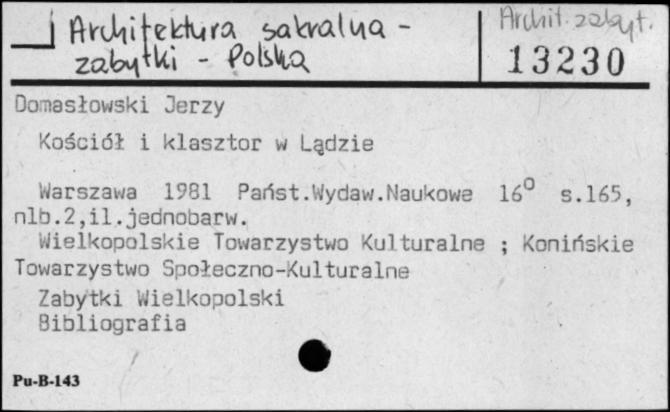 Architektura sakralna -
zabytki - Polska
Archit. zabyt.
13230
Domasłowski Jerzy
Kościół i klasztor w Lądzie
Warszawa 1981 Państ.Wydaw.Naukowe 16° s.165,
nlb.2,il.jednobarw.
Wielkopolskie Towarzystwo Kulturalne ; Konińskie
Towarzystwo Społeczno-Kulturalne
Zabytki Wielkopolski
Bibliografia
Pu-B-143